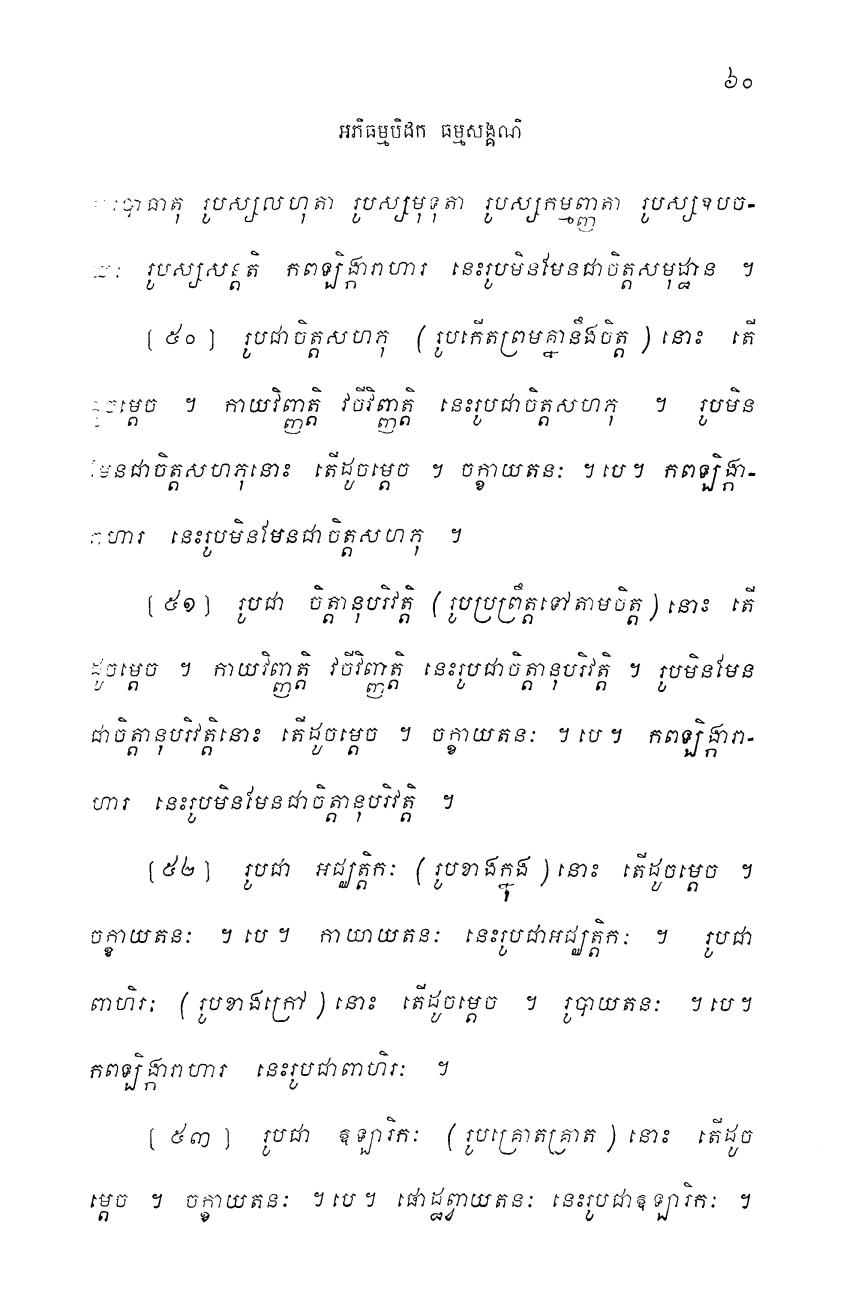 ៦០
អភិធម្មបិដក ធម្មសង្គណិ
រូបស្សលហុតា រូបស្សមុទុតា រូបស្សកម្មញ្ញតា រូបស្សឧបច-
រូបស្សសន្តតិ កពឡិង្ការាហារ នេះរូបមិនមែនជាចិត្តសមុដ្ឋាន ។
(៥០) រូបជាចិត្តសហភុ (រូបកើតព្រមគ្នានឹងចិត្ត) នោះ តើ
ដូចម្តេច ។ កាយវិញ្ញត្តិ វចីវិញ្ញត្តិ នេះរូបជាចិត្តសហភុ ។ រូបមិន
មែនជាចិត្តសហភុនោះ តើដូចម្តេច ។ ចក្ខាយតនៈ ។ បេ ។ កពឡិង្ការា-
ហារ នេះរូបមិនមែនជាចិត្តសហភុ ។
(៥១) រូបជា ចិត្តានុបរិវត្តិ (រូបប្រព្រឹត្តទៅតាមចិត្ត) នោះ តើ
ដូចម្តេច ។ កាយវិញ្ញត្តិ វចីវិញ្ញត្តិ នេះរូបជាចិត្តានុបរិវត្តិ ។ រូបមិនមែន
ជាចិត្តានុបរិវត្តិនោះ តើដូចម្តេច ។ ចក្ខាយតនៈ ។ បេ ។ កពឡិង្ការា-
ហារ នេះរូបមិនមែនជាចិត្តានុបរិវត្តិ ។
(៥២) រូបជា អជ្ឈត្តិកៈ (រូបខាងក្នុង) នោះ តើដូចម្តេច ។
ចក្ខាយតនៈ ។ បេ ។ កាយាយតនៈ នេះរូបជាអជ្ឈត្តិកៈ ។ រូបជា
ពាហិរៈ (រូបខាងក្រៅ) នោះ តើដូចម្តេច ។ រូបាយតនៈ ។ បេ ។
កពឡិង្ការាហារ នេះរូបជាពាហិរៈ ។
(៥៣) រូបជា ឱឡារិកៈ (រូបគ្រោតគ្រាត) នោះ តើដូច
ម្តេច ។ ចក្ខាយតនៈ ។ បេ ។ ផោដ្ឋព្វាយតនៈ នេះរូបជាឱឡារិកៈ ។